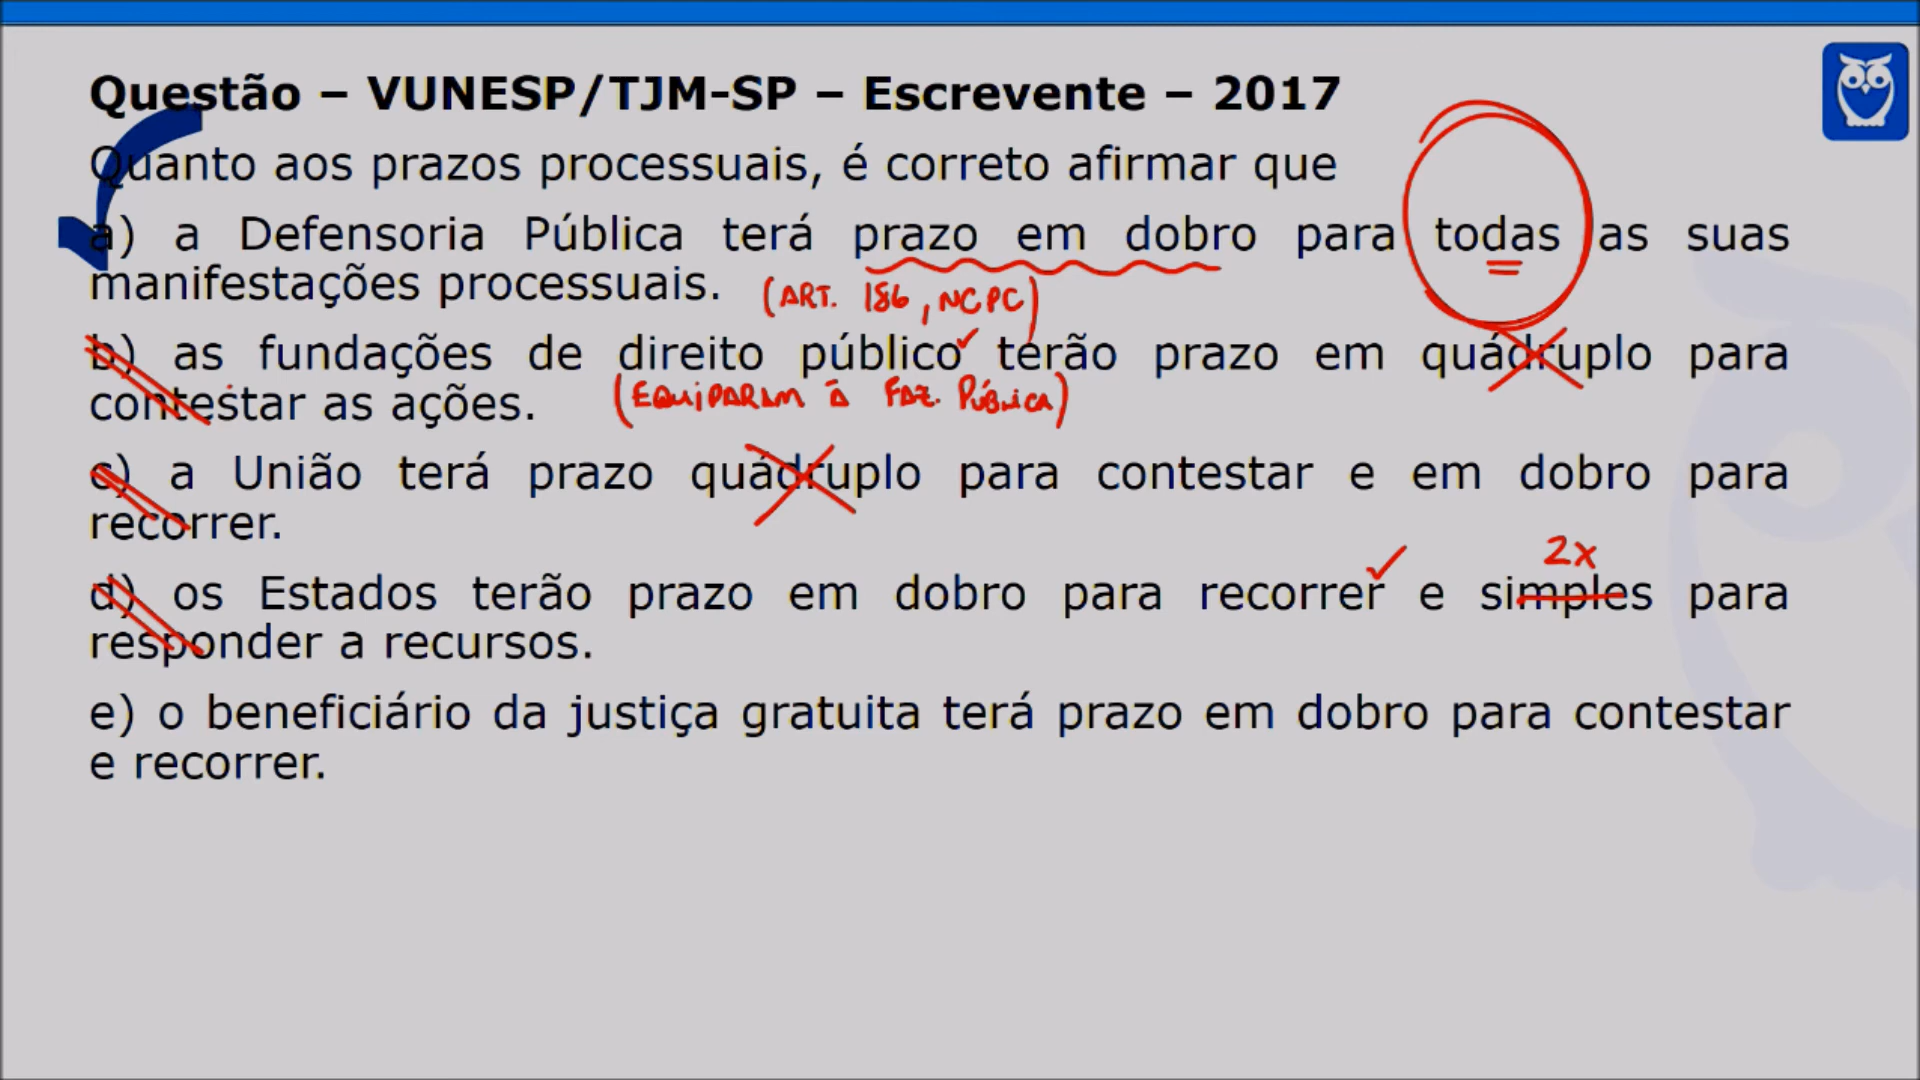 Questão – VUNESP/TJM-SP – Escrevente – 2017
Quanto aos prazos processuais, é correto afirmar que
a) a Defensoria Pública terá prazo em dobro para todas as suas
manifestações processuais. (ART. 186, NCPC)
b) as fundações de direito público terão prazo em quádruplo para
contestar as ações. (EQUIPARAM À FAZ. PÚBLICA)
c) a União terá prazo quádruplo para contestar e em dobro para
recorrer.
2x
d) os Estados terão prazo em dobro para recorrer e simples para
responder a recursos.
e) o beneficiário da justiça gratuita terá prazo em dobro para contestar
e recorrer.